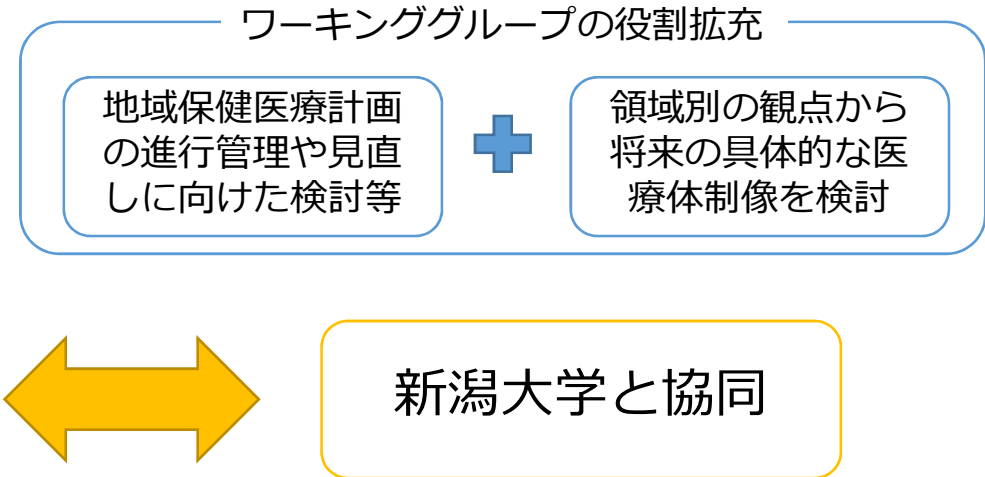 ワーキンググループの役割拡充
地域保健医療計画
の進行管理や見直
しに向けた検討等
領域別の観点から
将来の具体的な医
療体制像を検討
新潟大学と協同